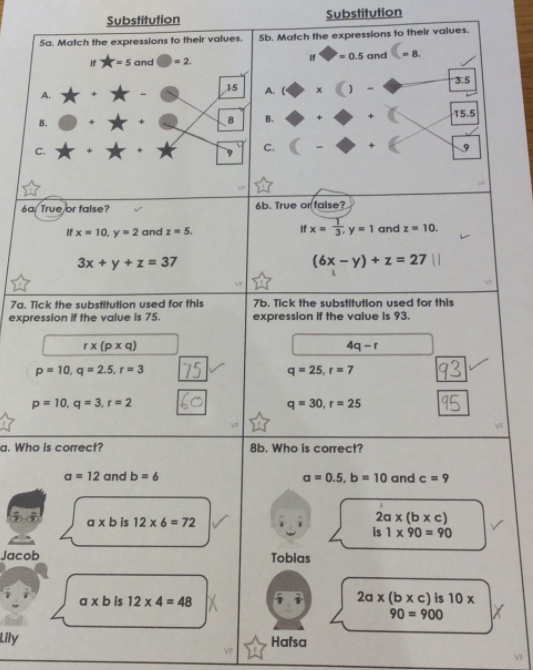 Substitution
5a. Match the expressions to their values.
If ★ = 5 and ● = 2.
A. ★ + ★ − ●
15
B. ● + ★ + ●
8
C. ★ + ★ + ★
9
VF
Substitution
5b. Match the expressions to their values.
If ◆ = 0.5 and ☾ = 8.
A. (◆ x ☾) − ◆
3.5
B. ◆ + ◆ + ☾
15.5
C. ☾ − ◆ + ☾
9
VF
6a. True or false?
If x = 10, y = 2 and z = 5.
3x + y + z = 37
VF
6b. True or false?
If x = 1/3, y = 1 and z = 10.
(6x − y) + z = 27 11
VF
7a. Tick the substitution used for this
expression if the value is 75.
r x (p x q)
p = 10, q = 2.5, r = 3
75
p = 10, q = 3, r = 2
60
VF
7b. Tick the substitution used for this
expression if the value is 93.
4q − r
q = 25, r = 7
93
q = 30, r = 25
95
VF
a. Who is correct?
a = 12 and b = 6
a x b is 12 x 6 = 72
Jacob
a x b is 12 x 4 = 48
Lily
VF
8b. Who is correct?
a = 0.5, b = 10 and c = 9
2a x (b x c)
is 1 x 90 = 90
Tobias
2a x (b x c) is 10 x
90 = 900
Hafsa
VF